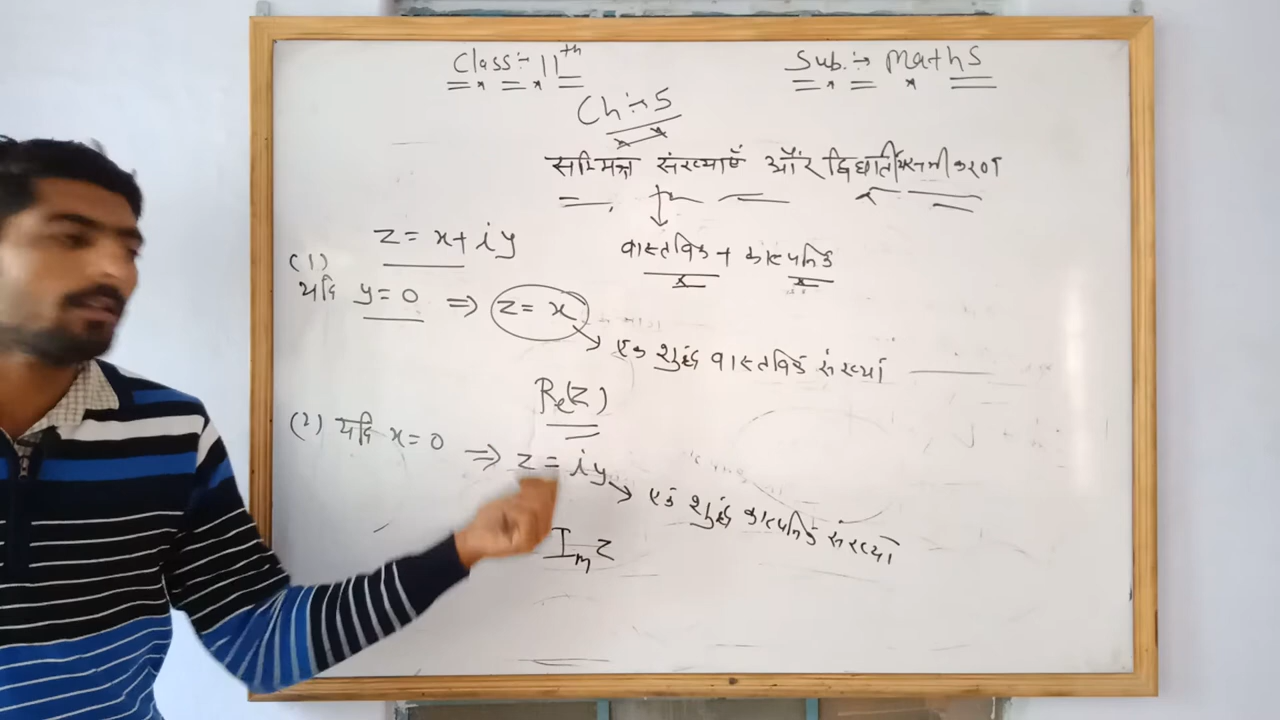 Class:- 11th Sub.:- Maths
Ch:-5
सम्मिश्र संख्याएँ और द्विघातीय समीकरण
z = x + iy
वास्तविक + काल्पनिक
(1)
यदि y = 0 ⇒ z = x
एक शुद्ध वास्तविक संख्या
Re(z)
(2) यदि x = 0 ⇒ z = iy
एक शुद्ध काल्पनिक संख्या
Im z